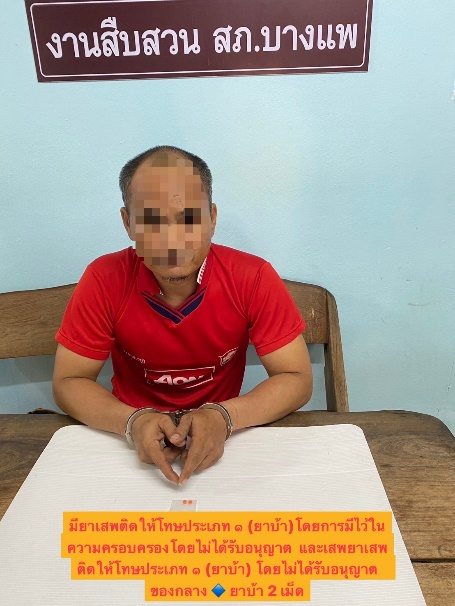 งานสืบสวน สภ.บางแพ
AON
มียาเสพติดให้โทษประเภท ๑ (ยาบ้า) โดยการมีไว้ใน
ความครอบครองโดยไม่ได้รับอนุญาต และเสพยาเสพ
ติดให้โทษประเภท ๑ (ยาบ้า) โดยไม่ได้รับอนุญาต
ของกลาง 🔷 ยาบ้า 2 เม็ด